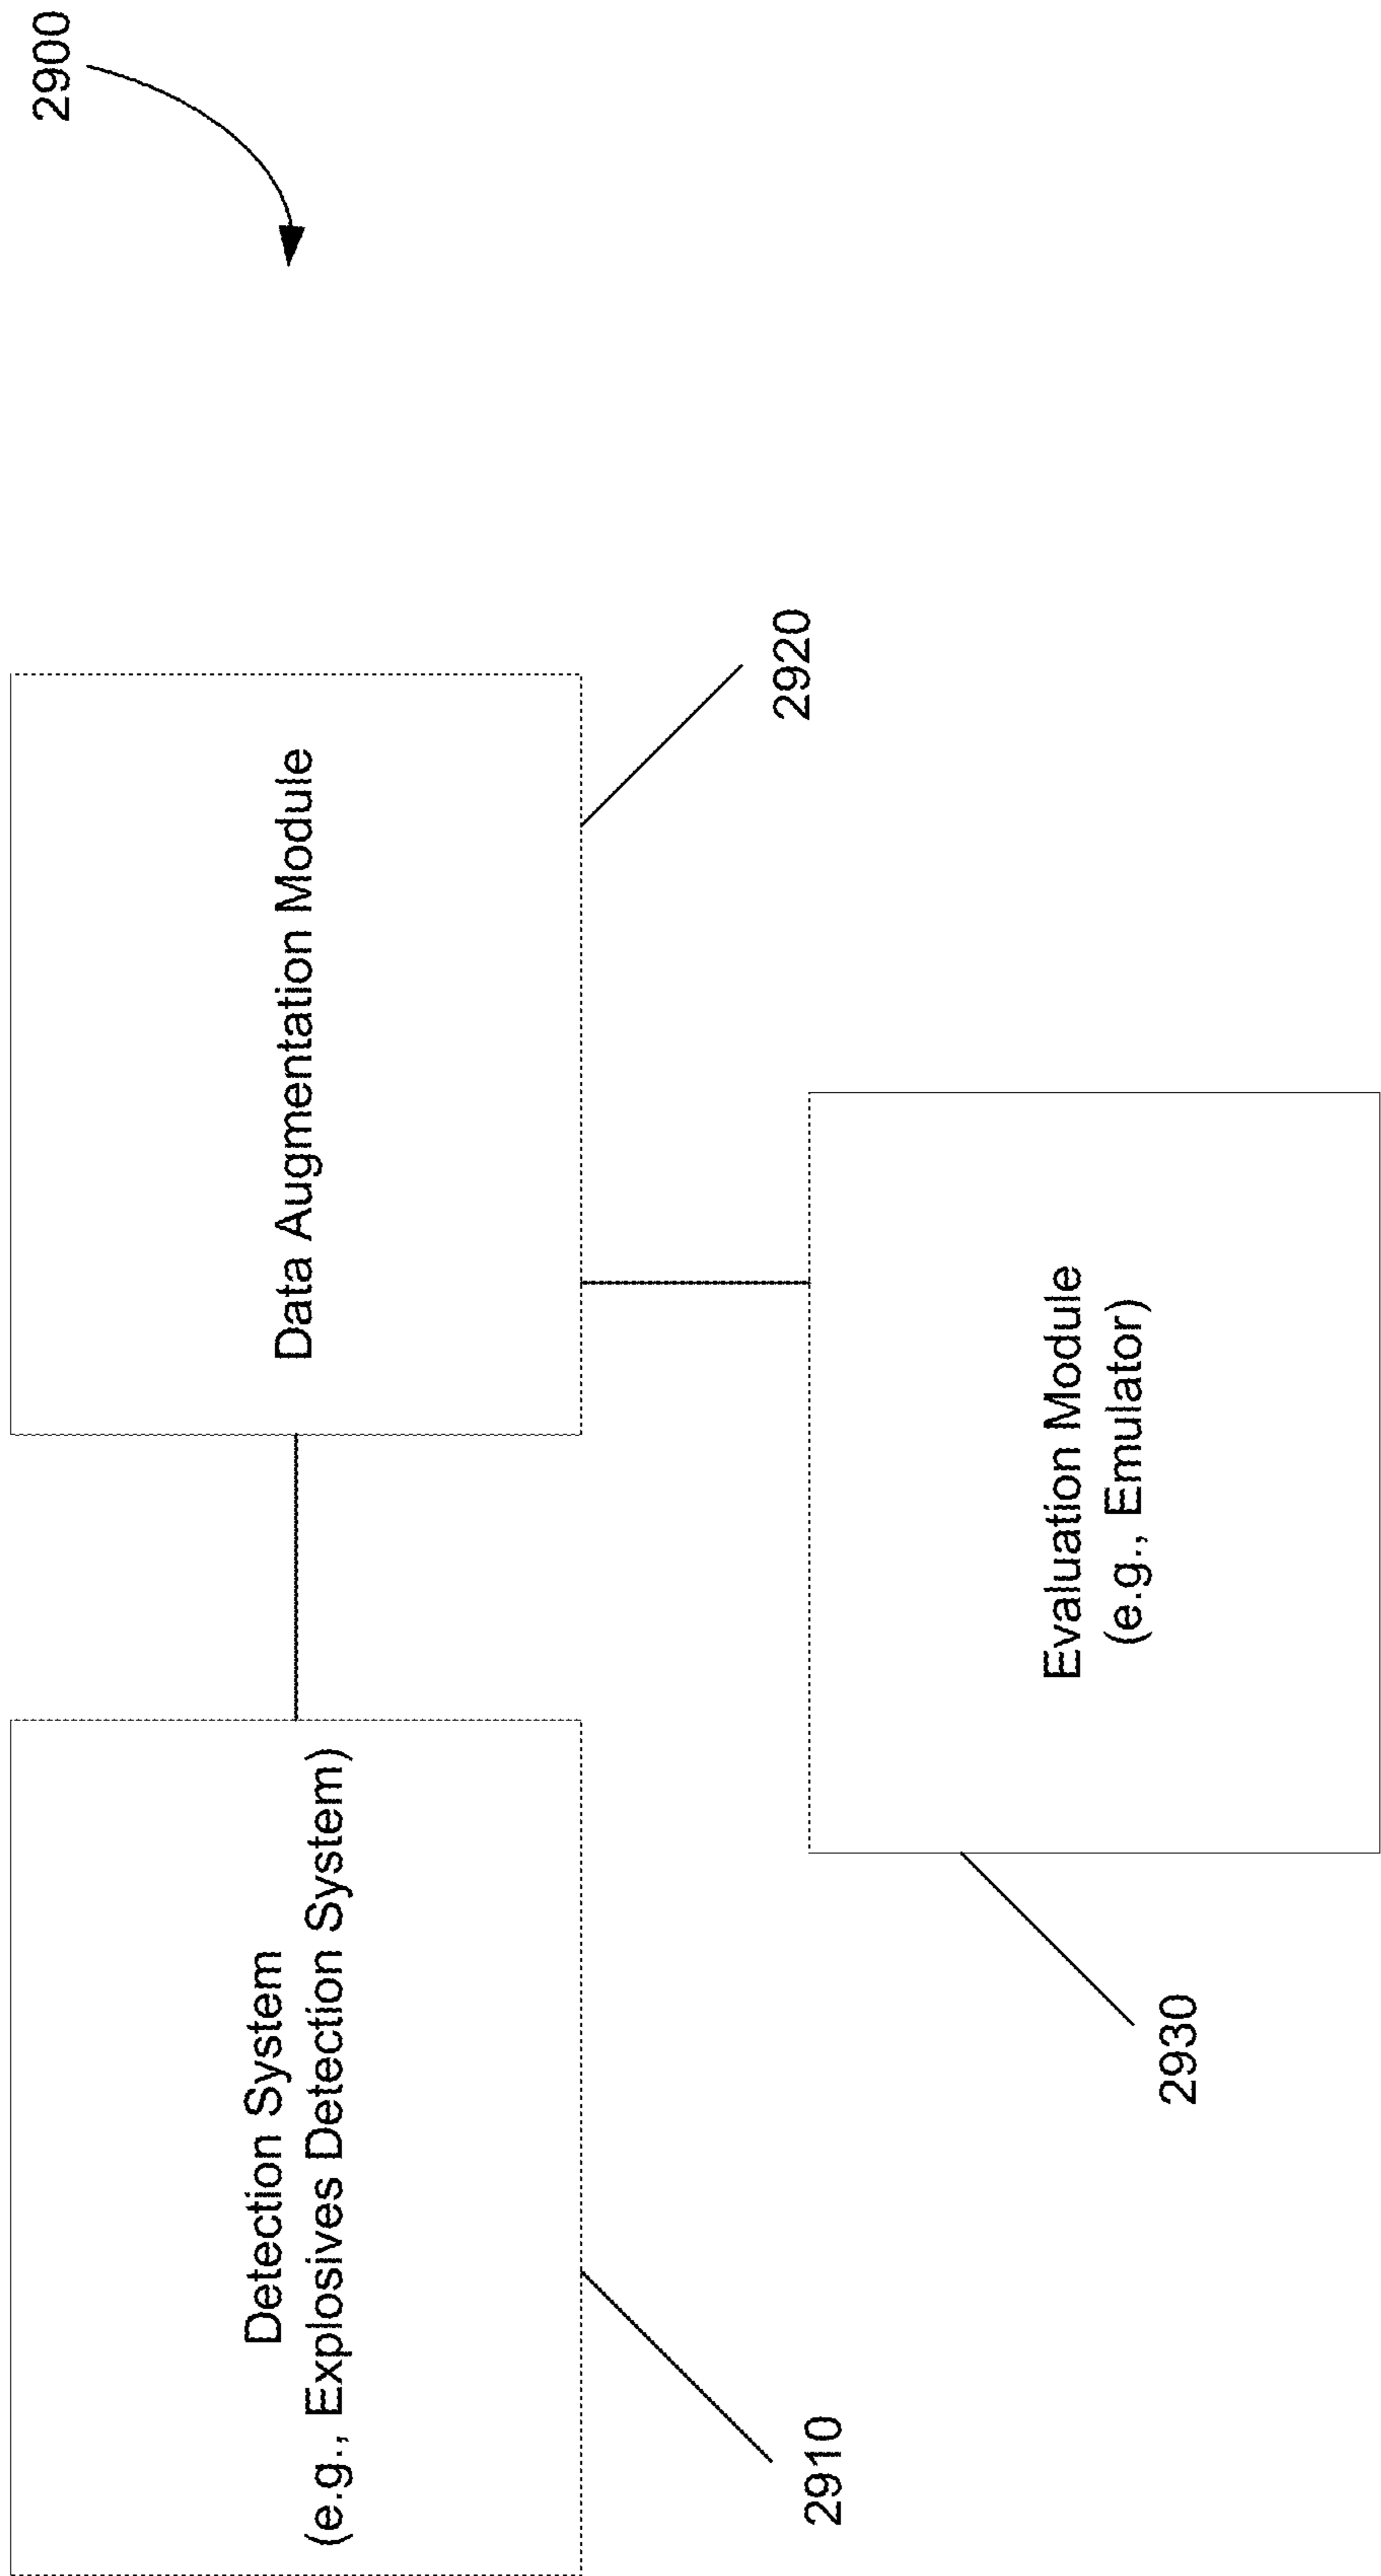 2900
Detection System
(e.g., Explosives Detection System)
2910
Data Augmentation Module
2920
Evaluation Module
(e.g., Emulator)
2930